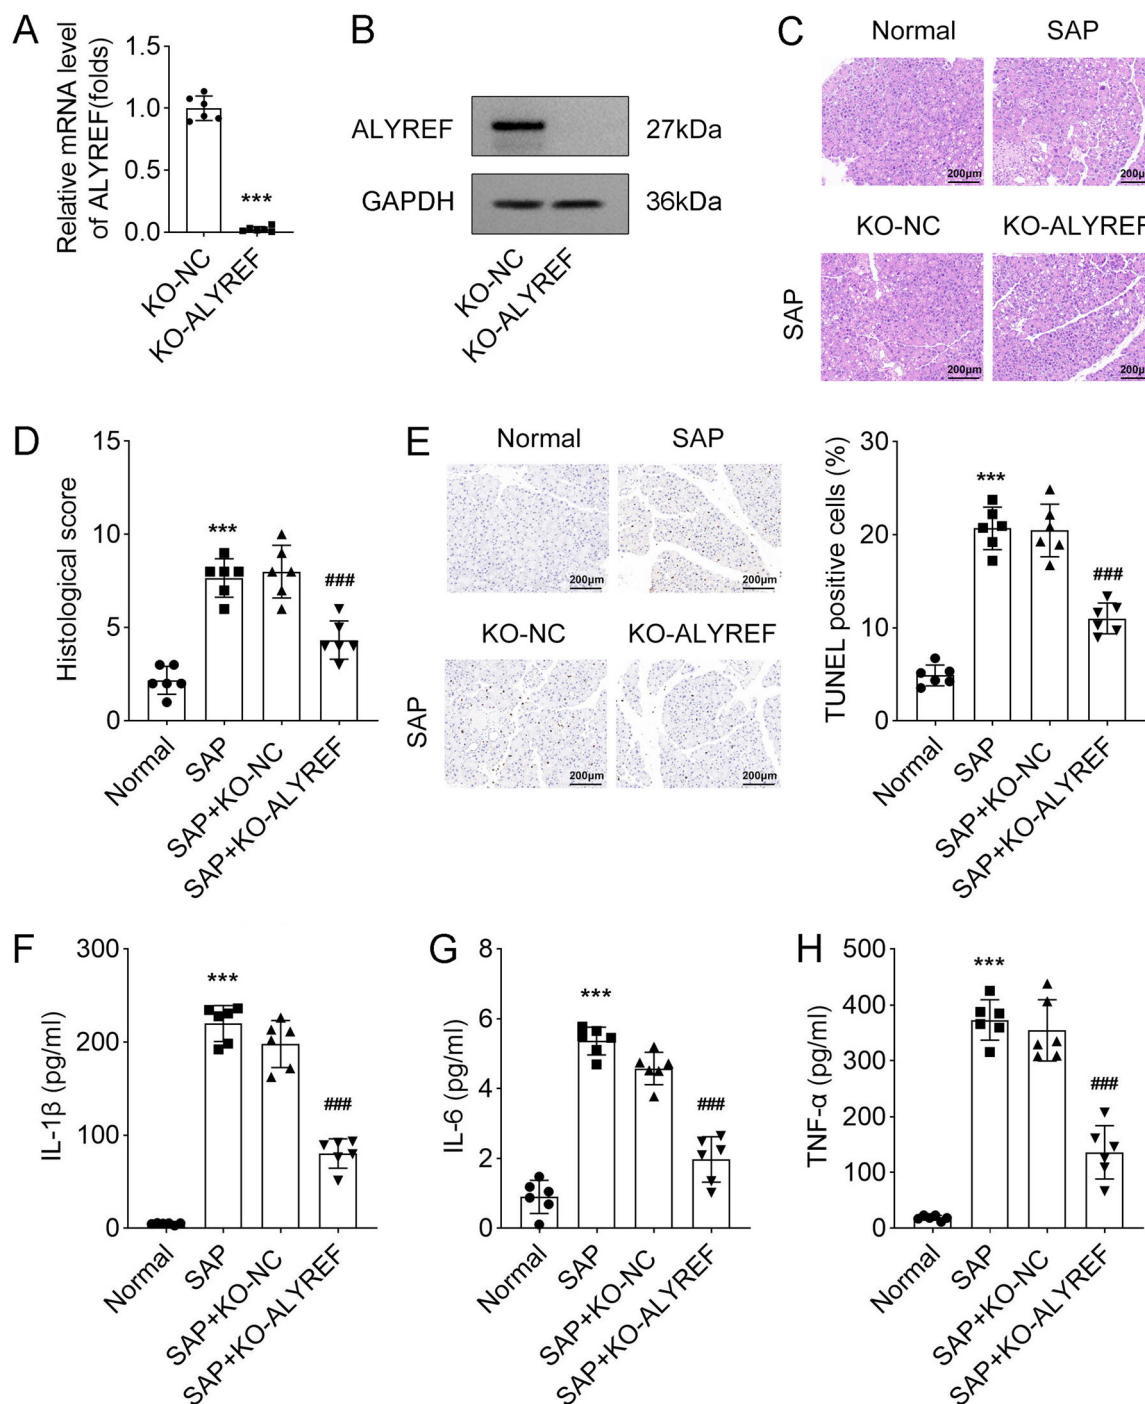 A
Relative mRNA level
of ALYREF(folds)
1.5
1.0
0.5
0.0
***
KO-NC
KO-ALYREF
B
ALYREF
27kDa
GAPDH
36kDa
KO-NC
KO-ALYREF
C
Normal
SAP
200μm
200μm
KO-NC
KO-ALYREF
SAP
200μm
200μm
D
Histological score
15
10
5
0
***
###
Normal
SAP
SAP+KO-NC
SAP+KO-ALYREF
E
Normal
SAP
200μm
200μm
KO-NC
KO-ALYREF
SAP
200μm
200μm
TUNEL positive cells (%)
30
20
10
0
***
###
Normal
SAP
SAP+KO-NC
SAP+KO-ALYREF
F
IL-1β (pg/ml)
300
200
100
0
***
###
Normal
SAP
SAP+KO-NC
SAP+KO-ALYREF
G
IL-6 (pg/ml)
8
6
4
2
0
***
###
Normal
SAP
SAP+KO-NC
SAP+KO-ALYREF
H
TNF-α (pg/ml)
500
400
300
200
100
0
***
###
Normal
SAP
SAP+KO-NC
SAP+KO-ALYREF